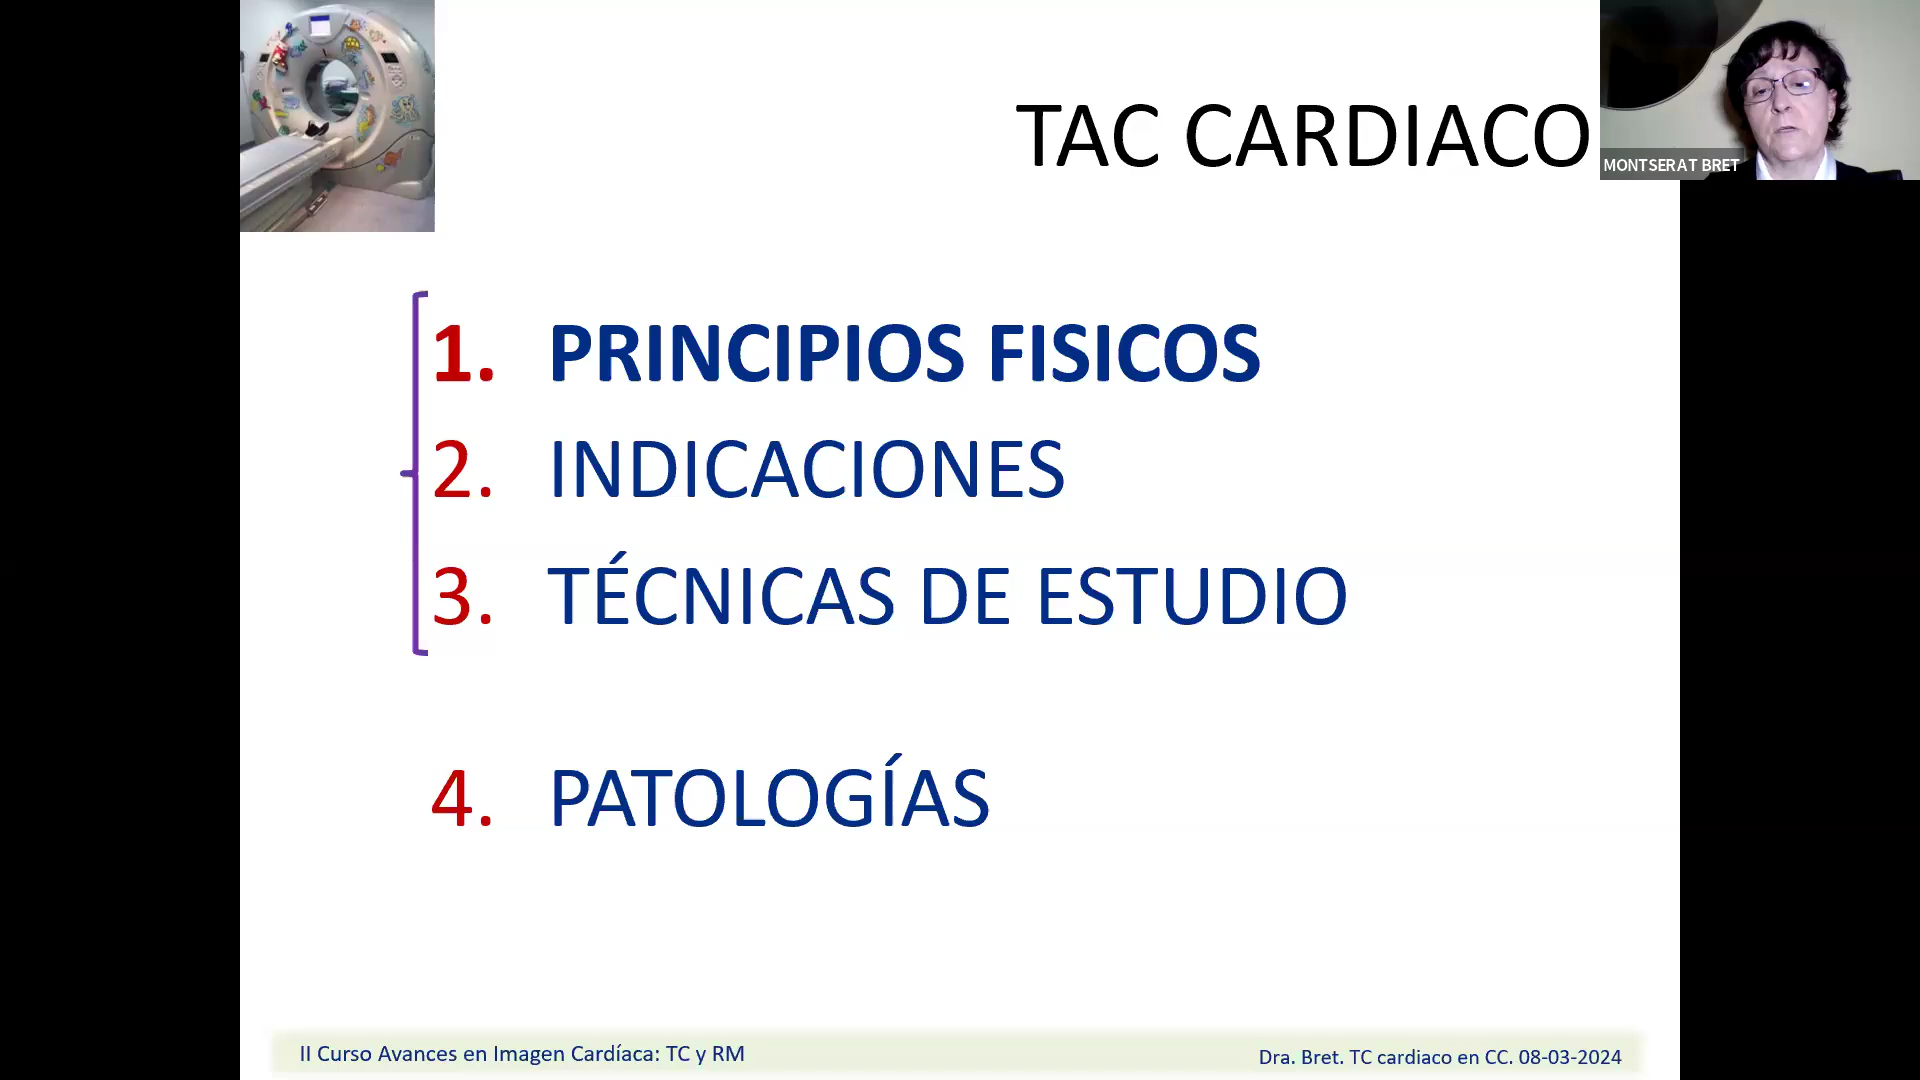 TAC CARDIACO
MONTSERAT BRET
1. PRINCIPIOS FISICOS
2. INDICACIONES
3. TÉCNICAS DE ESTUDIO
4. PATOLOGÍAS
II Curso Avances en Imagen Cardíaca: TC y RM
Dra. Bret. TC cardiaco en CC. 08-03-2024